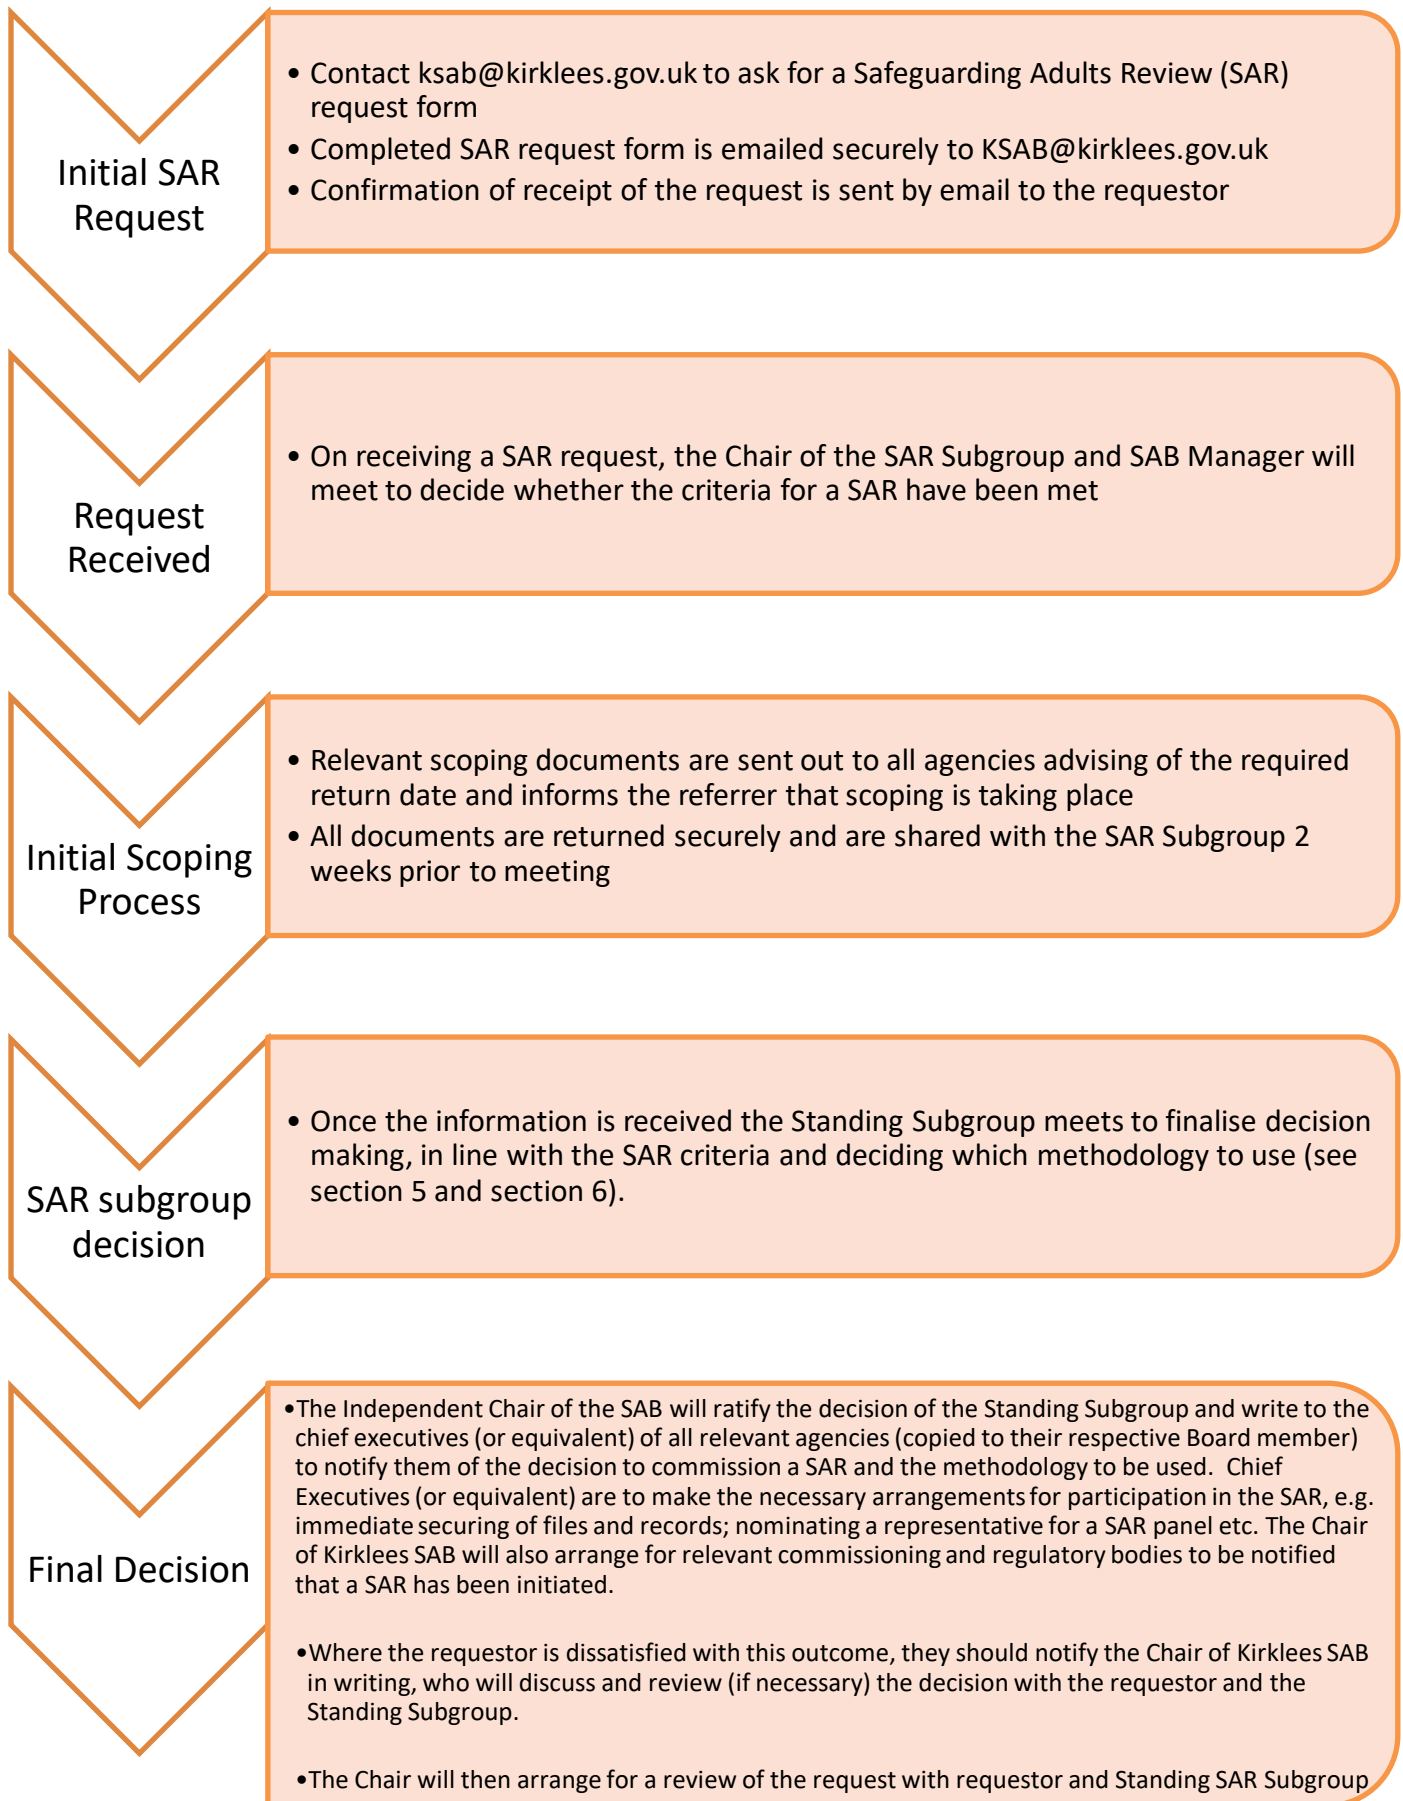 Initial SAR
Request
• Contact ksab@kirklees.gov.uk to ask for a Safeguarding Adults Review (SAR)
request form
• Completed SAR request form is emailed securely to KSAB@kirklees.gov.uk
• Confirmation of receipt of the request is sent by email to the requestor
Request
Received
• On receiving a SAR request, the Chair of the SAR Subgroup and SAB Manager will
meet to decide whether the criteria for a SAR have been met
Initial Scoping
Process
• Relevant scoping documents are sent out to all agencies advising of the required
return date and informs the referrer that scoping is taking place
• All documents are returned securely and are shared with the SAR Subgroup 2
weeks prior to meeting
SAR subgroup
decision
• Once the information is received the Standing Subgroup meets to finalise decision
making, in line with the SAR criteria and deciding which methodology to use (see
section 5 and section 6).
Final Decision
•The Independent Chair of the SAB will ratify the decision of the Standing Subgroup and write to the
chief executives (or equivalent) of all relevant agencies (copied to their respective Board member)
to notify them of the decision to commission a SAR and the methodology to be used.  Chief
Executives (or equivalent) are to make the necessary arrangements for participation in the SAR, e.g.
immediate securing of files and records; nominating a representative for a SAR panel etc. The Chair
of Kirklees SAB will also arrange for relevant commissioning and regulatory bodies to be notified
that a SAR has been initiated.
•Where the requestor is dissatisfied with this outcome, they should notify the Chair of Kirklees SAB
in writing, who will discuss and review (if necessary) the decision with the requestor and the
Standing Subgroup.
•The Chair will then arrange for a review of the request with requestor and Standing SAR Subgroup